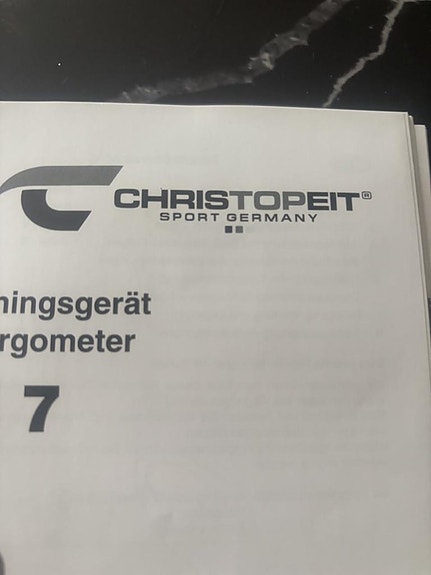 CHRISTOPEIT®
SPORT GERMANY
ningsgerät
rgometer
7